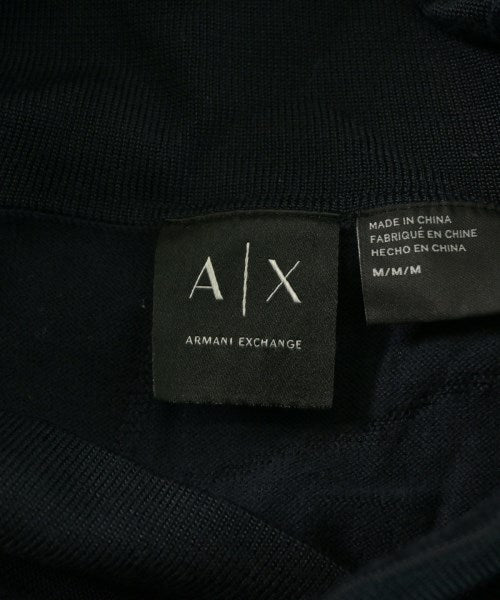 A|X
ARMANI EXCHANGE
MADE IN CHINA
FABRIQUÉ EN CHINE
HECHO EN CHINA
M/M/M